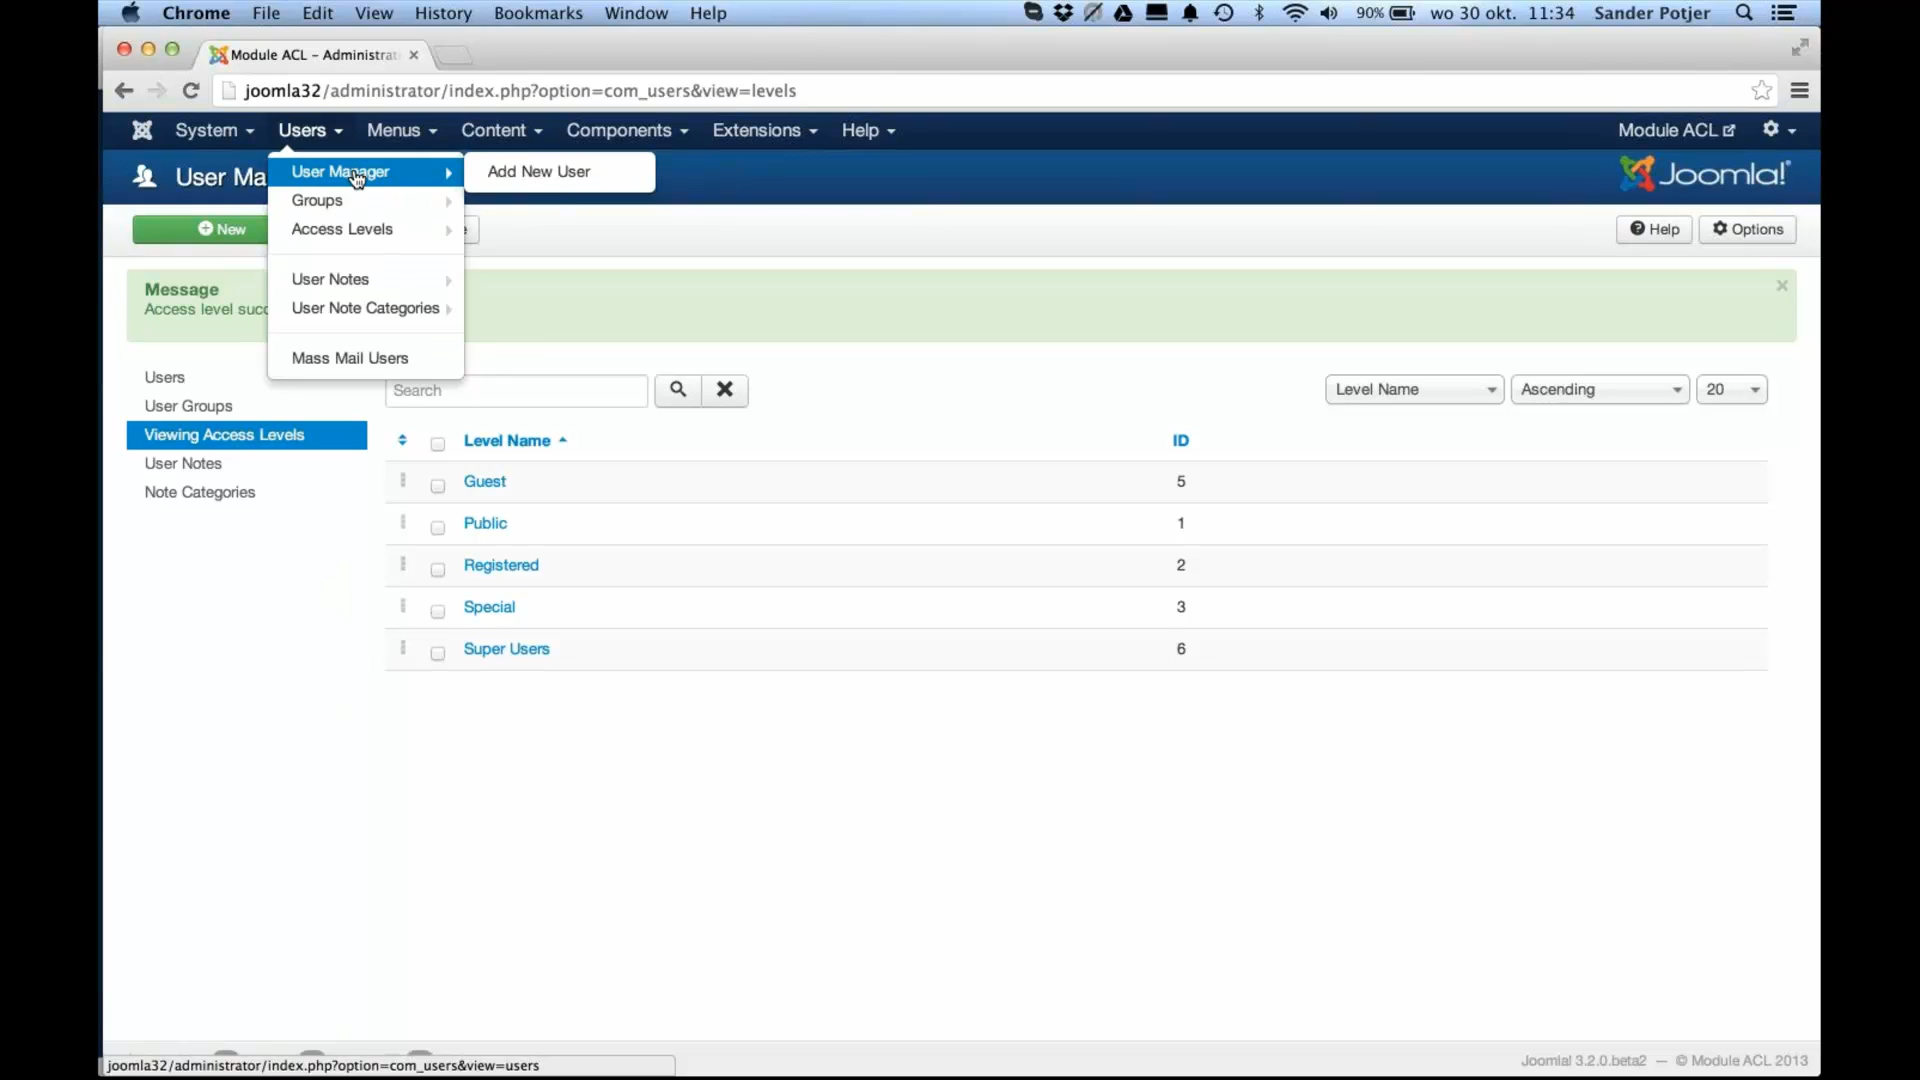 Chrome File Edit View History Bookmarks Window Help 90% wo 30 okt. 11:34 Sander Potjer
Module ACL – Administrat
joomla32/administrator/index.php?option=com_users&view=levels
System Users Menus Content Components Extensions Help Module ACL
User Ma
Joomla!
User Manager
Add New User
Groups
Access Levels
User Notes
User Note Categories
Mass Mail Users
New
Help
Options
Message
Access level succ
Users
User Groups
Viewing Access Levels
User Notes
Note Categories
Search
Level Name
Ascending
20
Level Name ID
Guest 5
Public 1
Registered 2
Special 3
Super Users 6
joomla32/administrator/index.php?option=com_users&view=users
Joomla! 3.2.0.beta2 — © Module ACL 2013